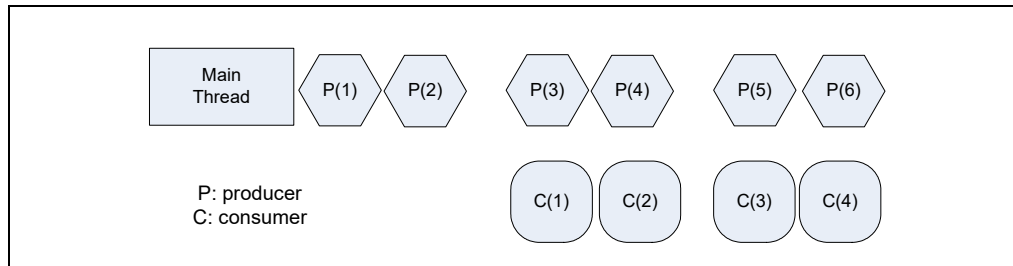 Main
Thread
P(1)
P(2)
P(3)
P(4)
P(5)
P(6)
P: producer
C: consumer
C(1)
C(2)
C(3)
C(4)